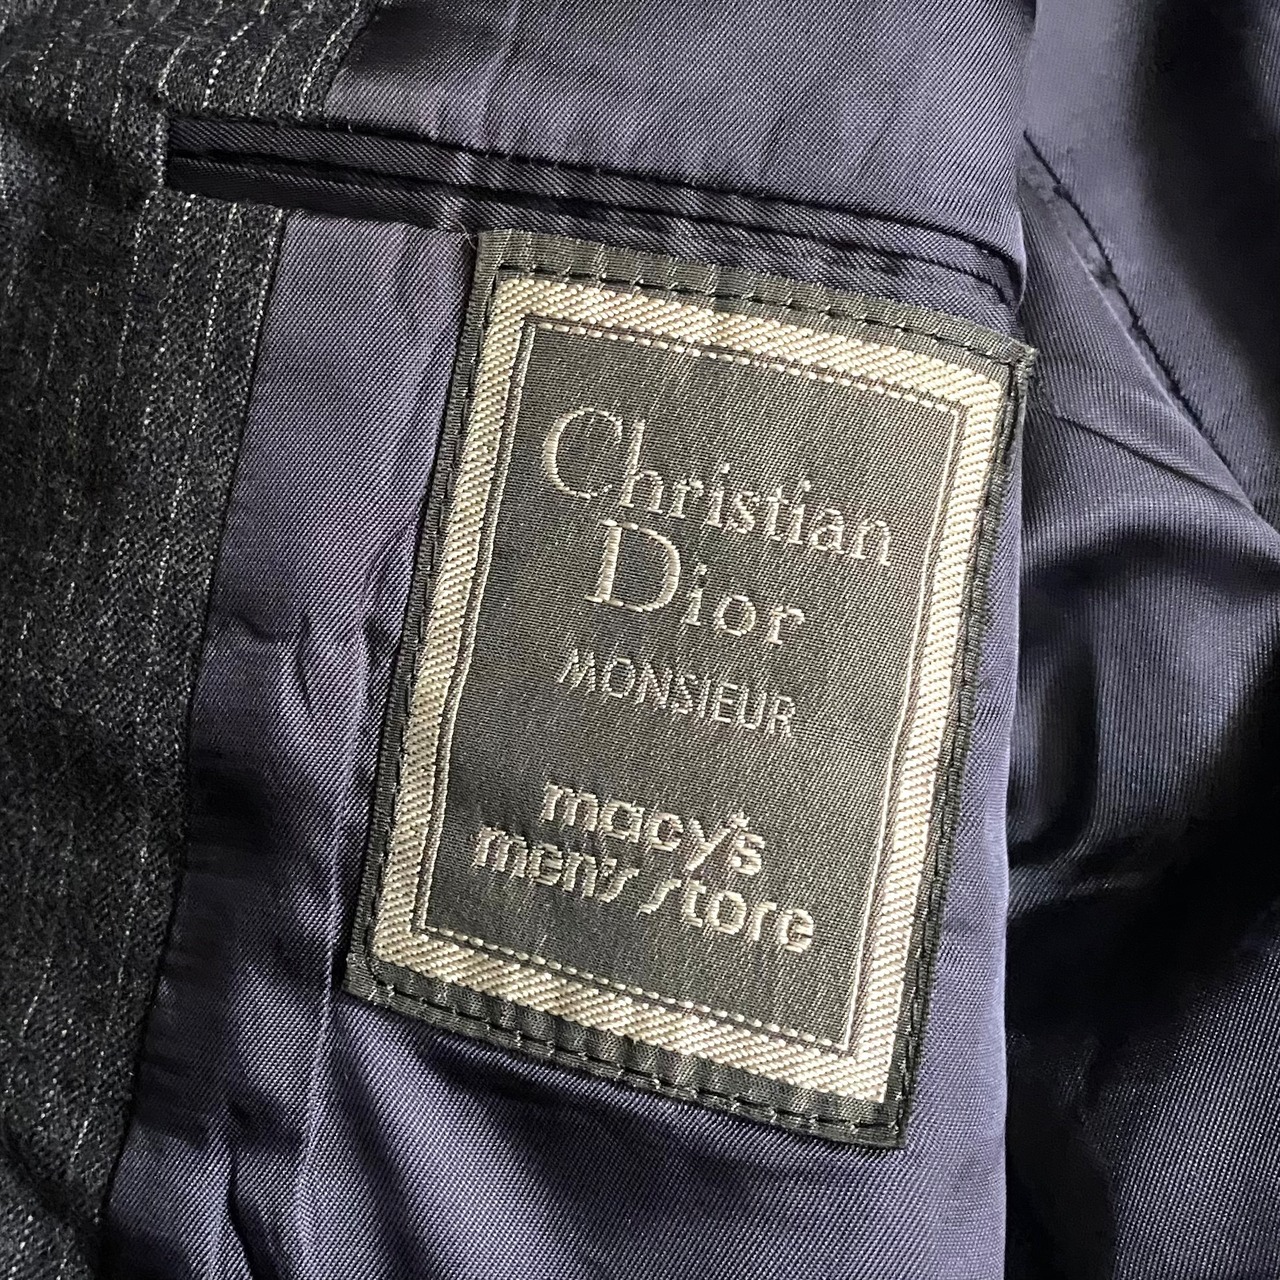 Christian
Dior
MONSIEUR
macy's
men's store